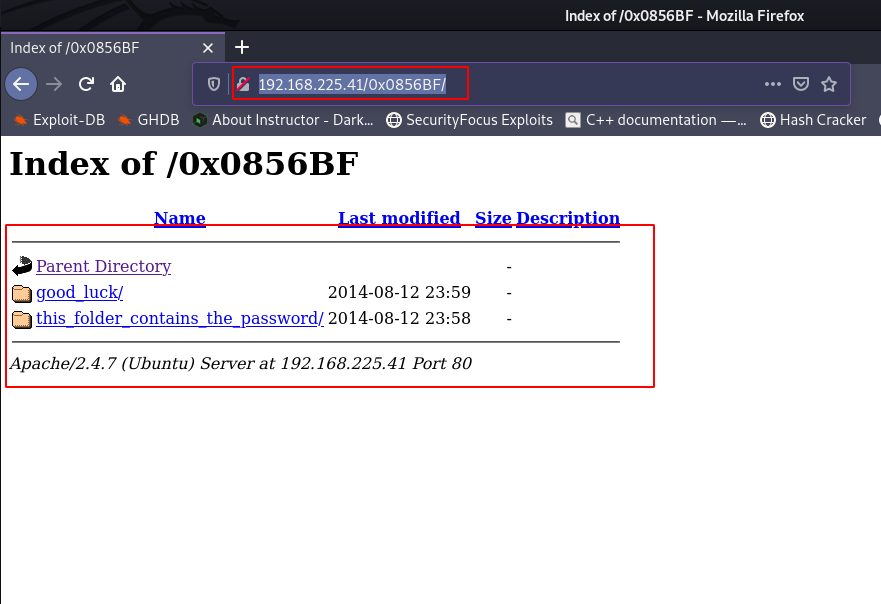 Index of /0x0856BF - Mozilla Firefox
Index of /0x0856BF
192.168.225.41/0x0856BF/
Exploit-DB GHDB About Instructor - Dark... SecurityFocus Exploits C++ documentation —... Hash Cracker
Index of /0x0856BF
Name Last modified Size Description
Parent Directory -
good_luck/ 2014-08-12 23:59 -
this_folder_contains_the_password/ 2014-08-12 23:58 -
Apache/2.4.7 (Ubuntu) Server at 192.168.225.41 Port 80